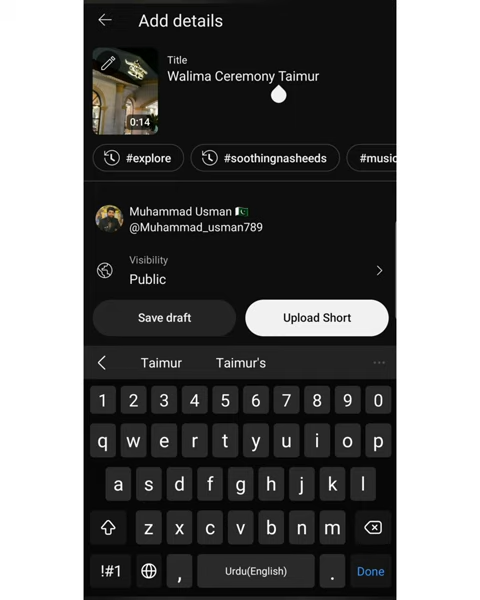 Add details
Title
Walima Ceremony Taimur
0:14
#explore #soothingnasheeds #music
Muhammad Usman 🇵🇰
@Muhammad_usman789
Visibility
Public
Save draft Upload Short
Taimur Taimur's
1 2 3 4 5 6 7 8 9 0
q w e r t y u i o p
a s d f g h j k l
z x c v b n m
!#1 , Urdu(English) . Done